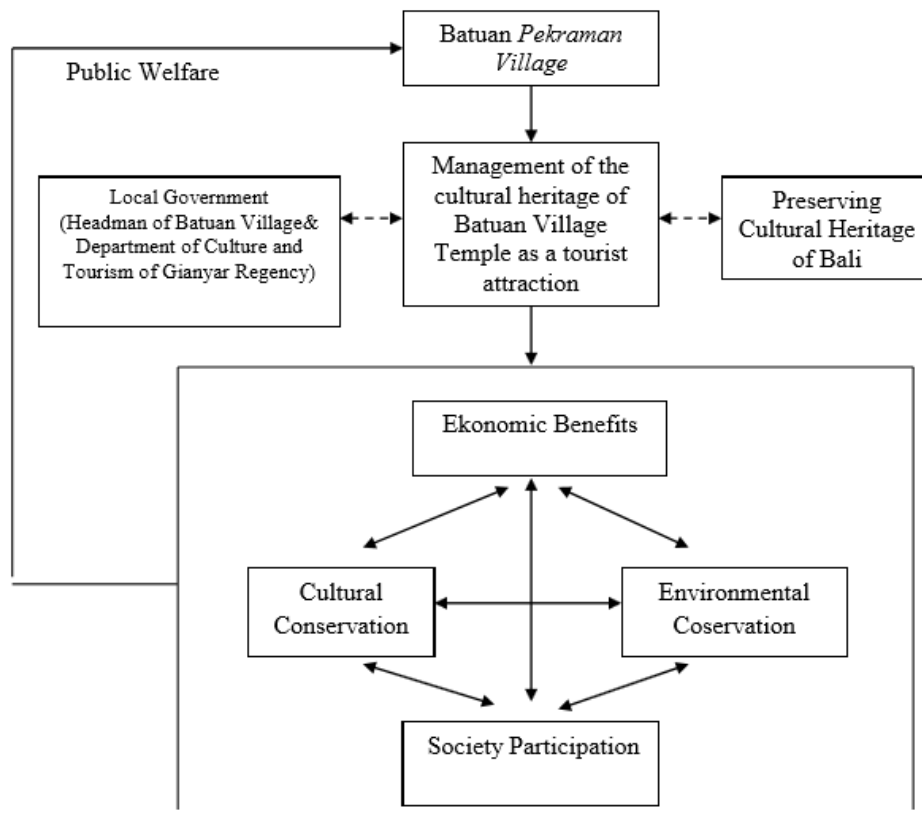 Batuan Pekraman
Village
Public Welfare
Management of the
cultural heritage of
Batuan Village
Temple as a tourist
attraction
Local Government
(Headman of Batuan Village&
Department of Culture and
Tourism of Gianyar Regency)
Preserving
Cultural Heritage
of Bali
Ekonomic Benefits
Cultural
Conservation
Environmental
Coservation
Society Participation